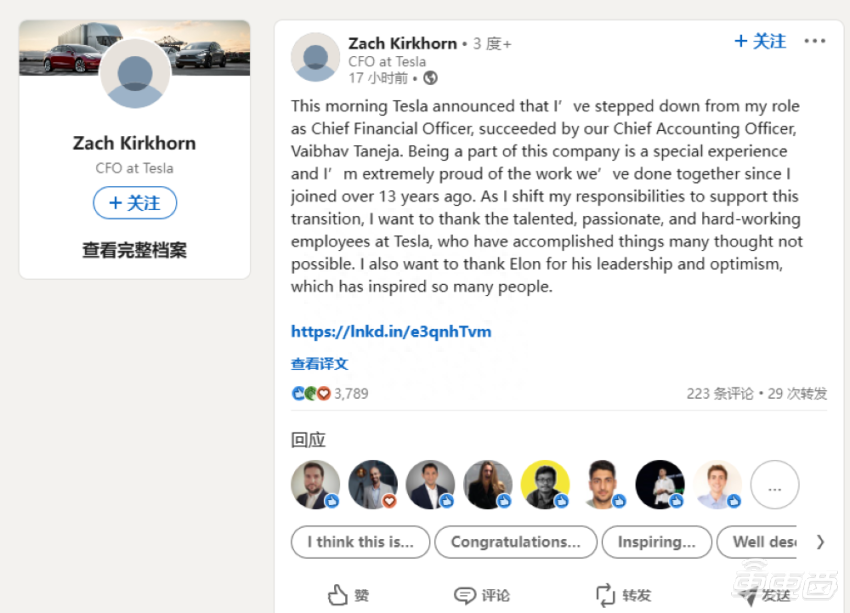 Zach Kirkhorn
CFO at Tesla
+ 关注
查看完整档案
Zach Kirkhorn • 3 度+
+ 关注
CFO at Tesla
17 小时前 •
This morning Tesla announced that I’ve stepped down from my role
as Chief Financial Officer, succeeded by our Chief Accounting Officer,
Vaibhav Taneja. Being a part of this company is a special experience
and I’m extremely proud of the work we’ve done together since I
joined over 13 years ago. As I shift my responsibilities to support this
transition, I want to thank the talented, passionate, and hard-working
employees at Tesla, who have accomplished things many thought not
possible. I also want to thank Elon for his leadership and optimism,
which has inspired so many people.
https://lnkd.in/e3qnhTvm
查看译文
3,789
223 条评论 • 29 次转发
回应
...
I think this is...
Congratulations...
Inspiring...
Well des
赞
评论
转发
发送
车东西